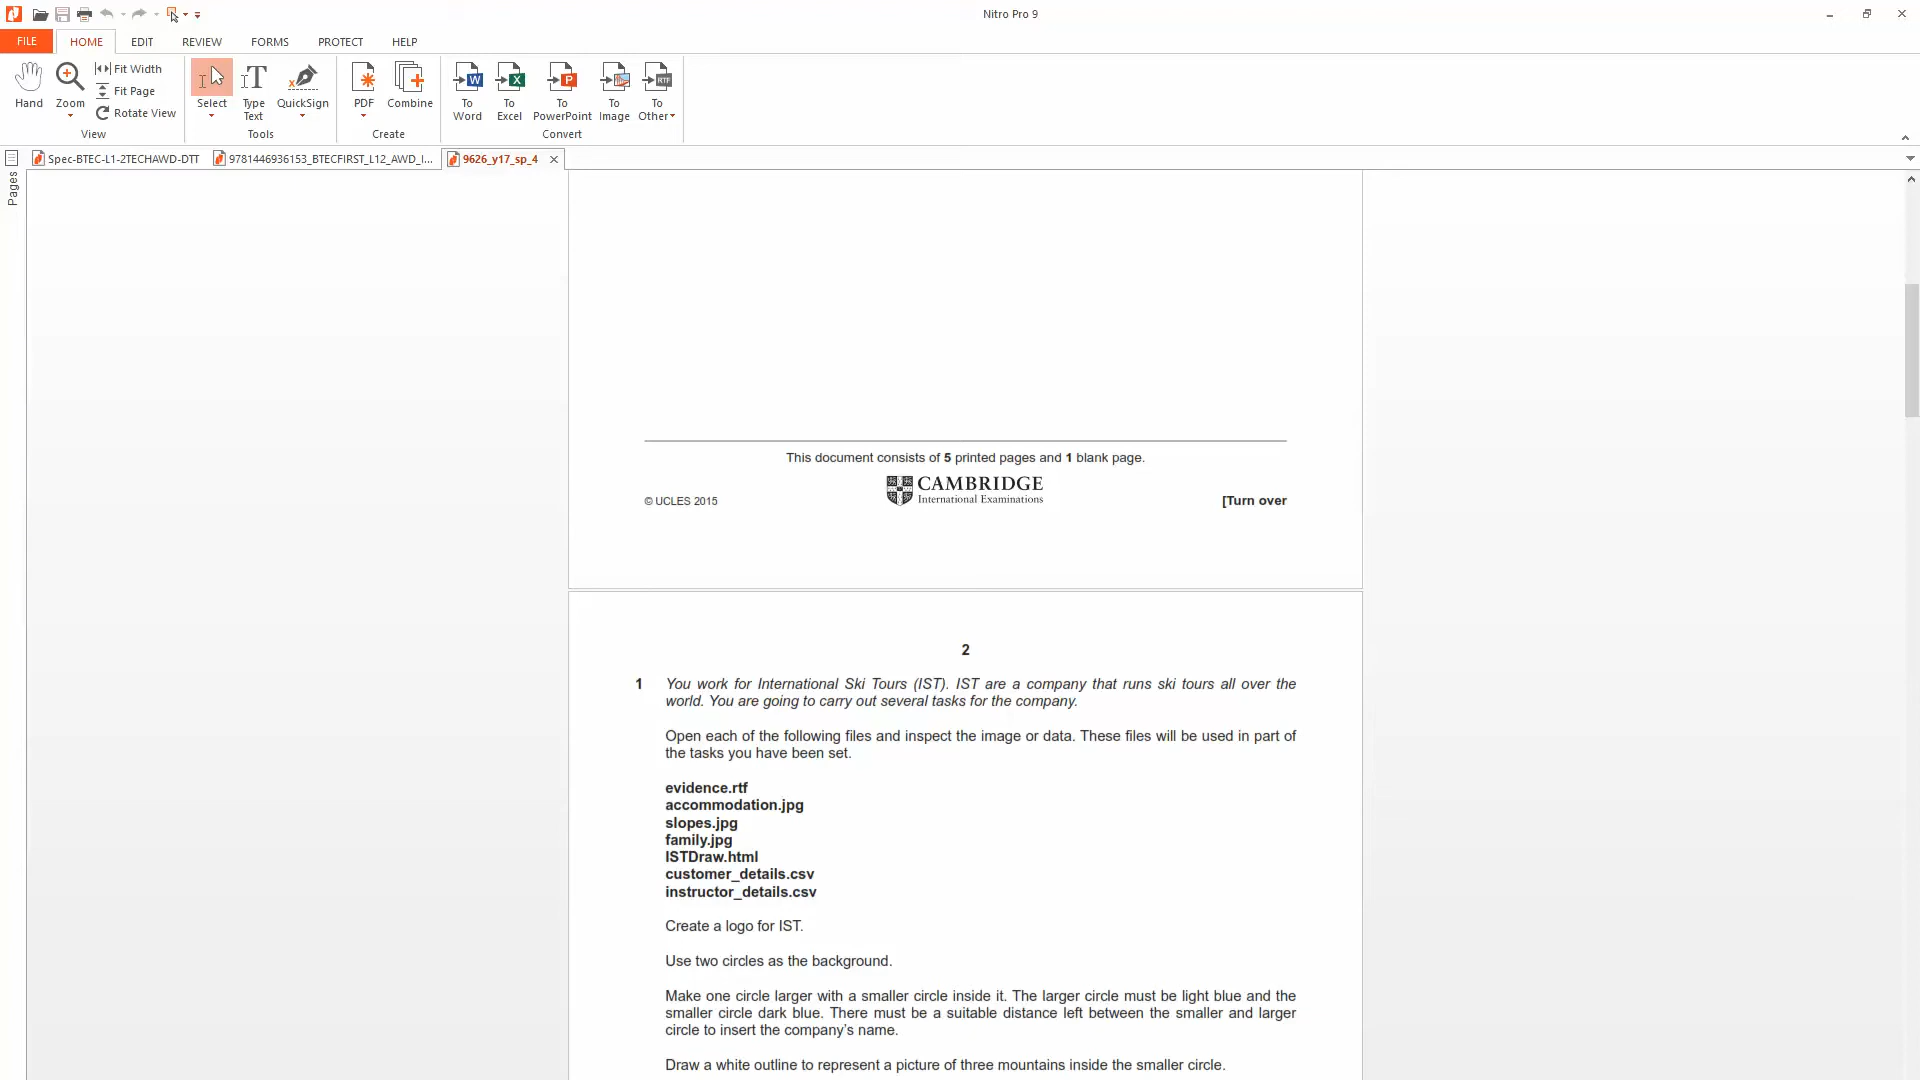 Nitro Pro 9
FILE HOME EDIT REVIEW FORMS PROTECT HELP
Hand
Zoom
Fit Width
Fit Page
Rotate View
View
Select
Type
Text
QuickSign
Tools
PDF
Combine
Create
To
Word
To
Excel
To
PowerPoint
To
Image
To
Other
Convert
Spec-BTEC-L1-2TECHAWD-DTT
9781446936153_BTECFIRST_L12_AWD_I...
9626_y17_sp_4
Pages
This document consists of 5 printed pages and 1 blank page.
CAMBRIDGE
International Examinations
© UCLES 2015
[Turn over
2
1 You work for International Ski Tours (IST). IST are a company that runs ski tours all over the
world. You are going to carry out several tasks for the company.
Open each of the following files and inspect the image or data. These files will be used in part of
the tasks you have been set.
evidence.rtf
accommodation.jpg
slopes.jpg
family.jpg
ISTDraw.html
customer_details.csv
instructor_details.csv
Create a logo for IST.
Use two circles as the background.
Make one circle larger with a smaller circle inside it. The larger circle must be light blue and the
smaller circle dark blue. There must be a suitable distance left between the smaller and larger
circle to insert the company's name.
Draw a white outline to represent a picture of three mountains inside the smaller circle.